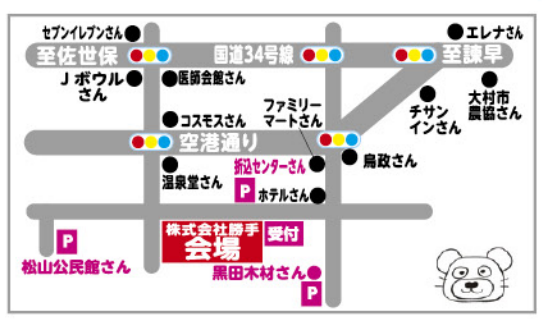 セブンイレブンさん
エレナさん
至佐世保
国道34号線
至諫早
Jボウル
さん
医師会館さん
大村市
農協さん
チサン
インさん
ファミリー
マートさん
コスモスさん
空港通り
鳥政さん
折込センターさん
温泉堂さん
P
ホテルさん
株式会社勝手
会場
受付
P
松山公民館さん
黒田木材さん
P